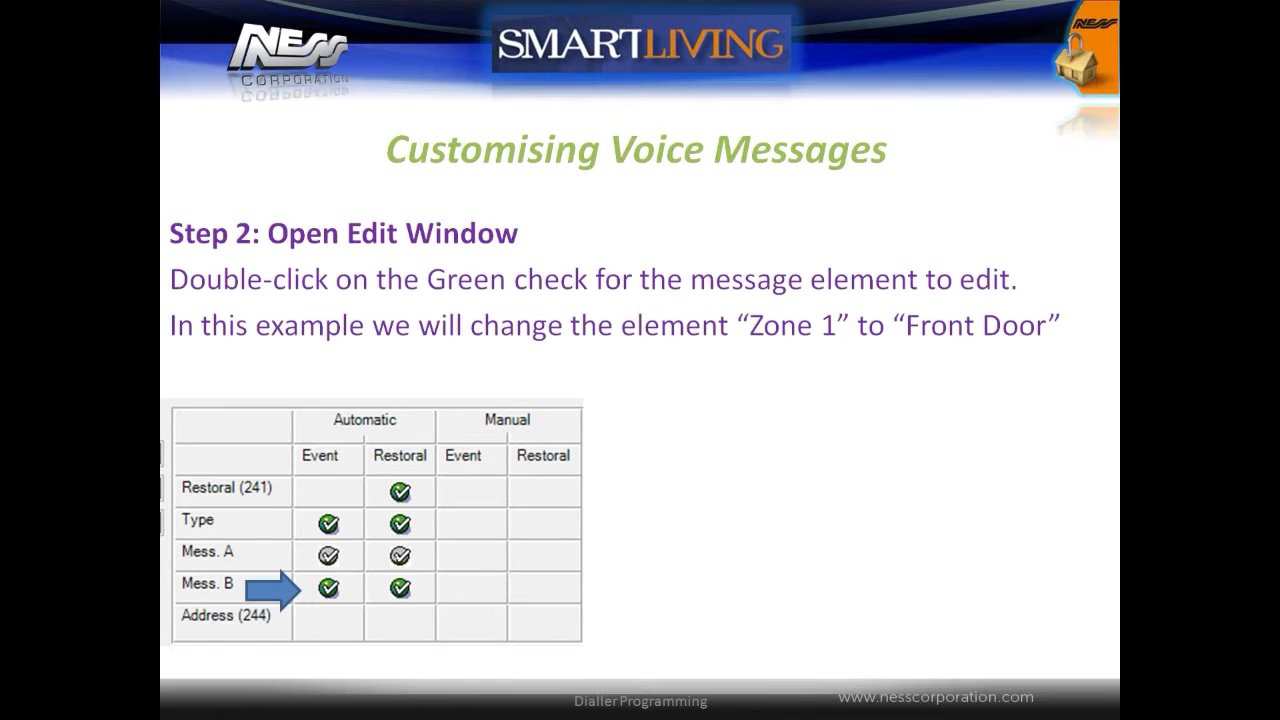 NESS
CORPORATION
SMARTLIVING
NESS
Customising Voice Messages
Step 2: Open Edit Window
Double-click on the Green check for the message element to edit.
In this example we will change the element “Zone 1” to “Front Door”
Automatic Manual
Event Restoral Event Restoral
Restoral (241)
Type
Mess. A
Mess. B
Address (244)
Dialler Programming
www.nesscorporation.com